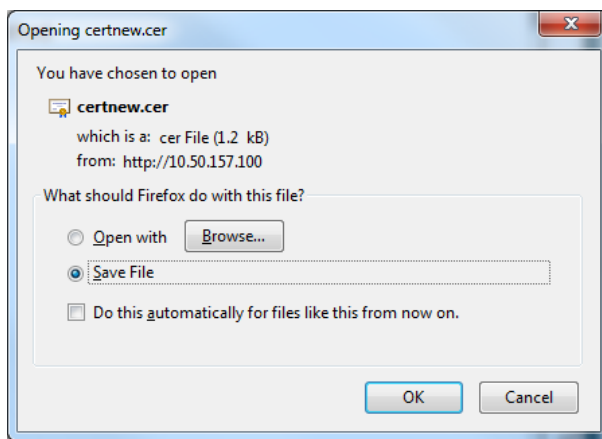 Opening certnew.cer
You have chosen to open
certnew.cer
which is a: cer File (1.2 kB)
from: http://10.50.157.100
What should Firefox do with this file?
Open with Browse...
Save File
Do this automatically for files like this from now on.
OK Cancel